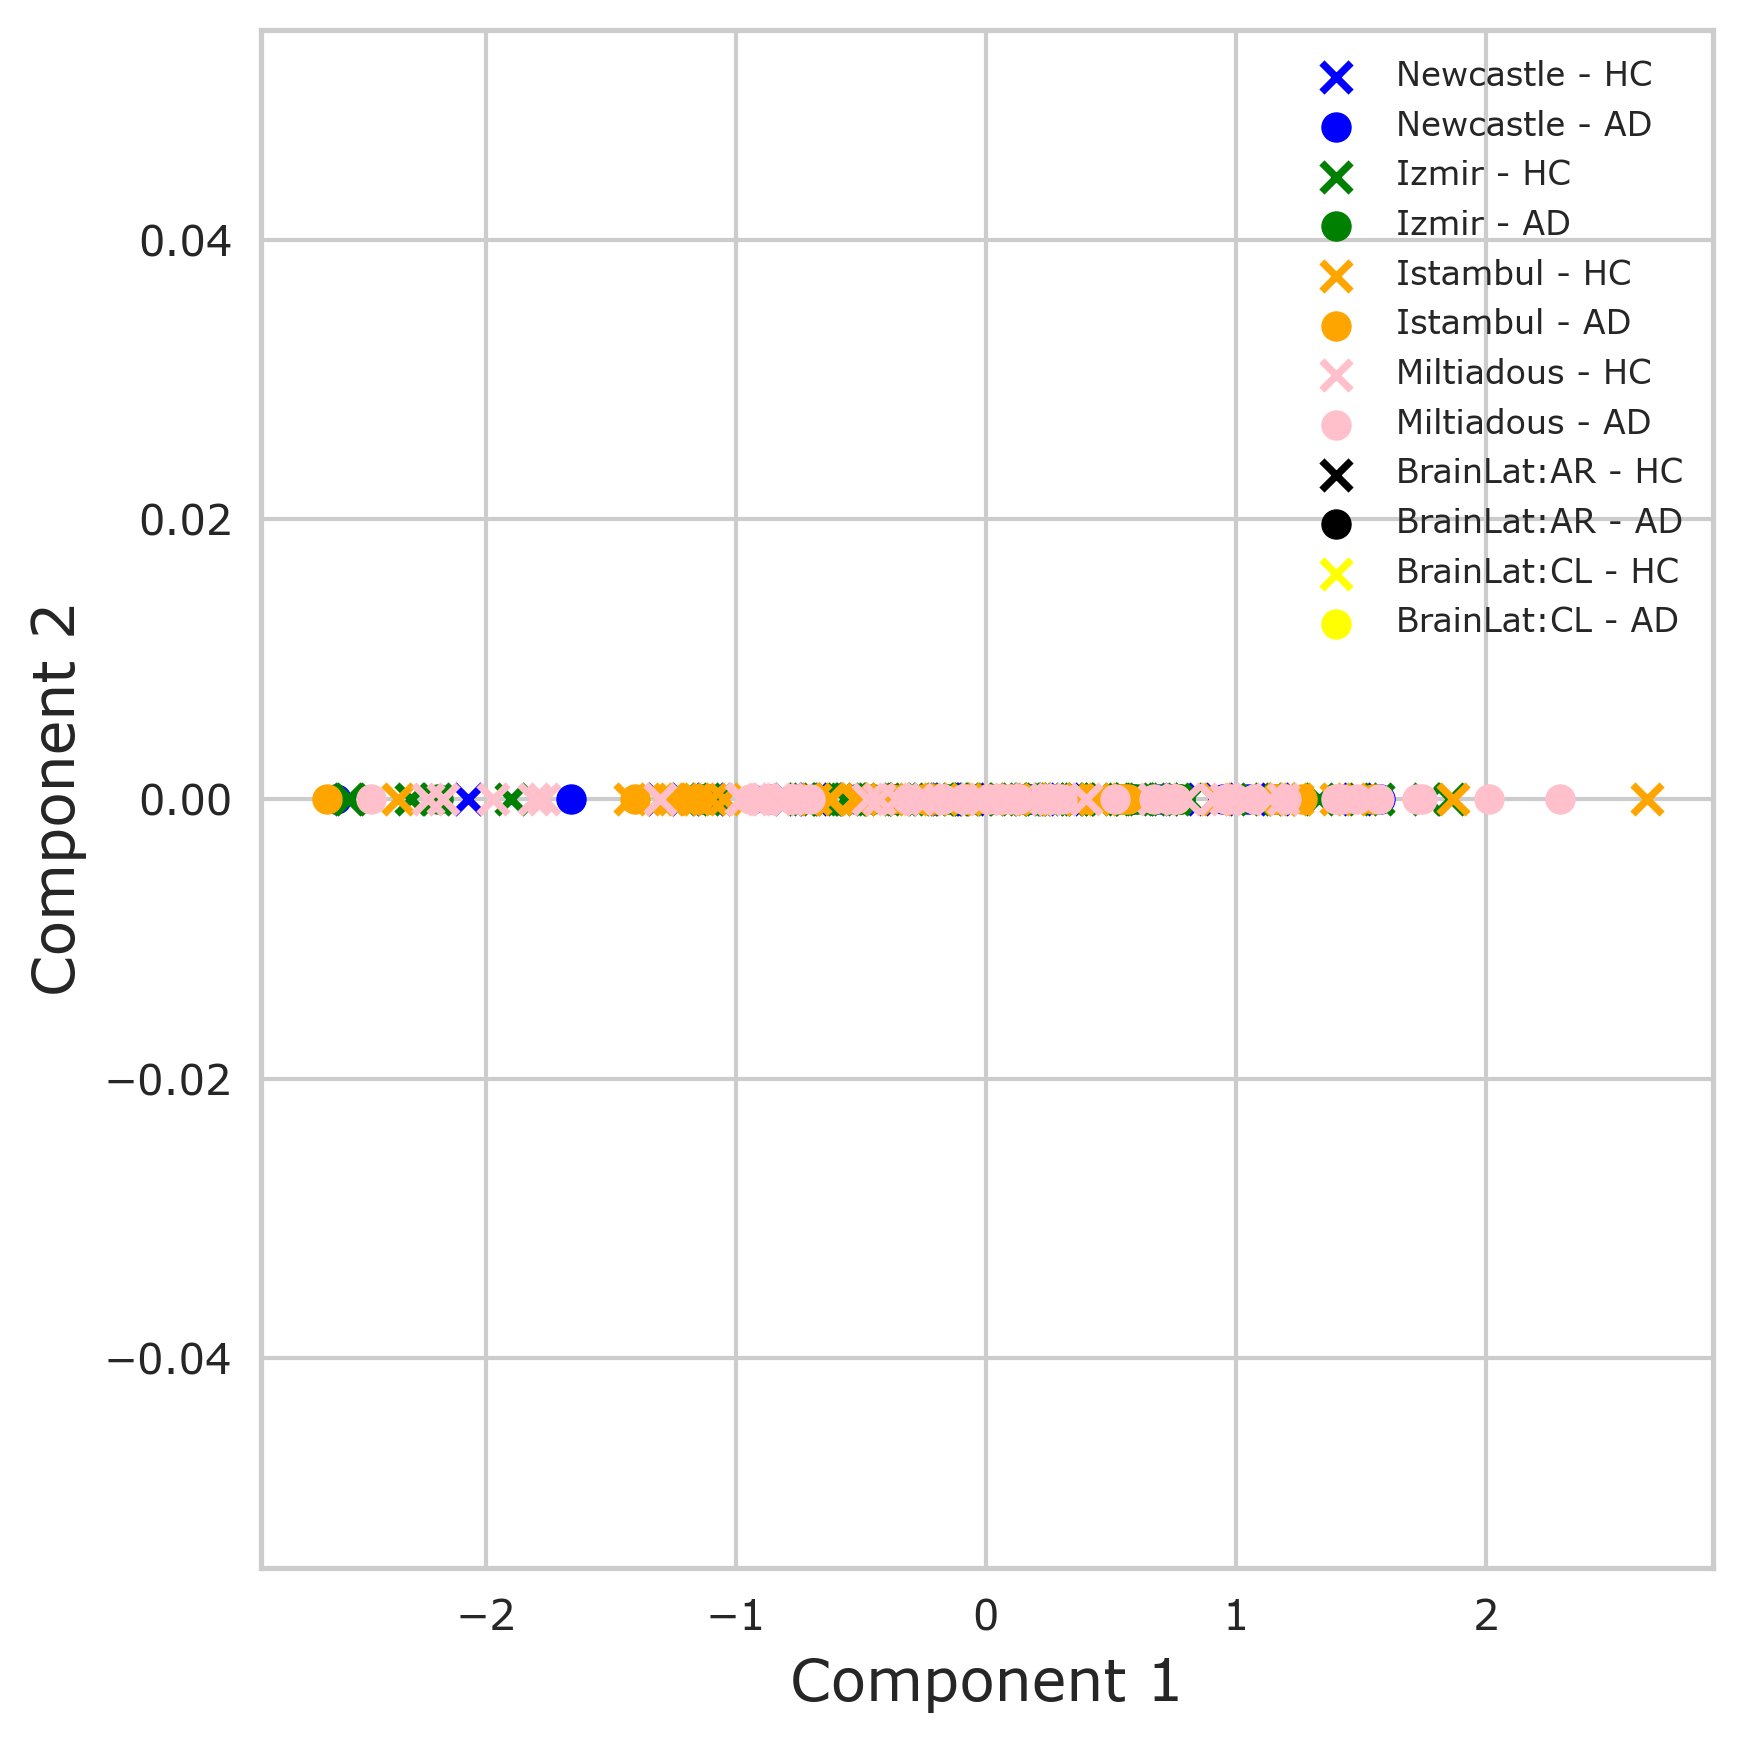 Newcastle - HC
Newcastle - AD
Izmir - HC
Izmir - AD
Istambul - HC
Istambul - AD
Miltiadous - HC
Miltiadous - AD
BrainLat:AR - HC
BrainLat:AR - AD
BrainLat:CL - HC
BrainLat:CL - AD
0.04
0.02
0.00
−0.02
−0.04
Component 2
−2 −1 0 1 2
Component 1